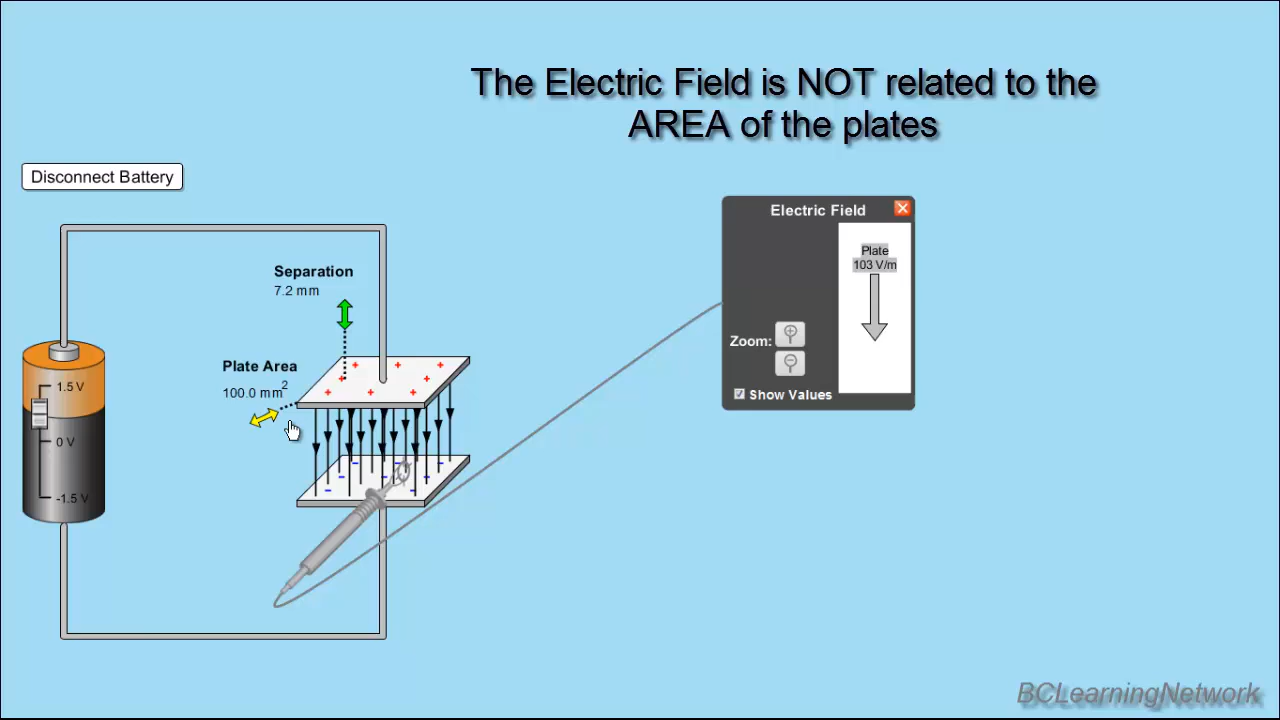 The Electric Field is NOT related to the
AREA of the plates
Disconnect Battery
Electric Field
Plate
103 V/m
Separation
7.2 mm
Zoom:
Plate Area
100.0 mm2
1.5 V
Show Values
0 V
-1.5 V
BCLearningNetwork